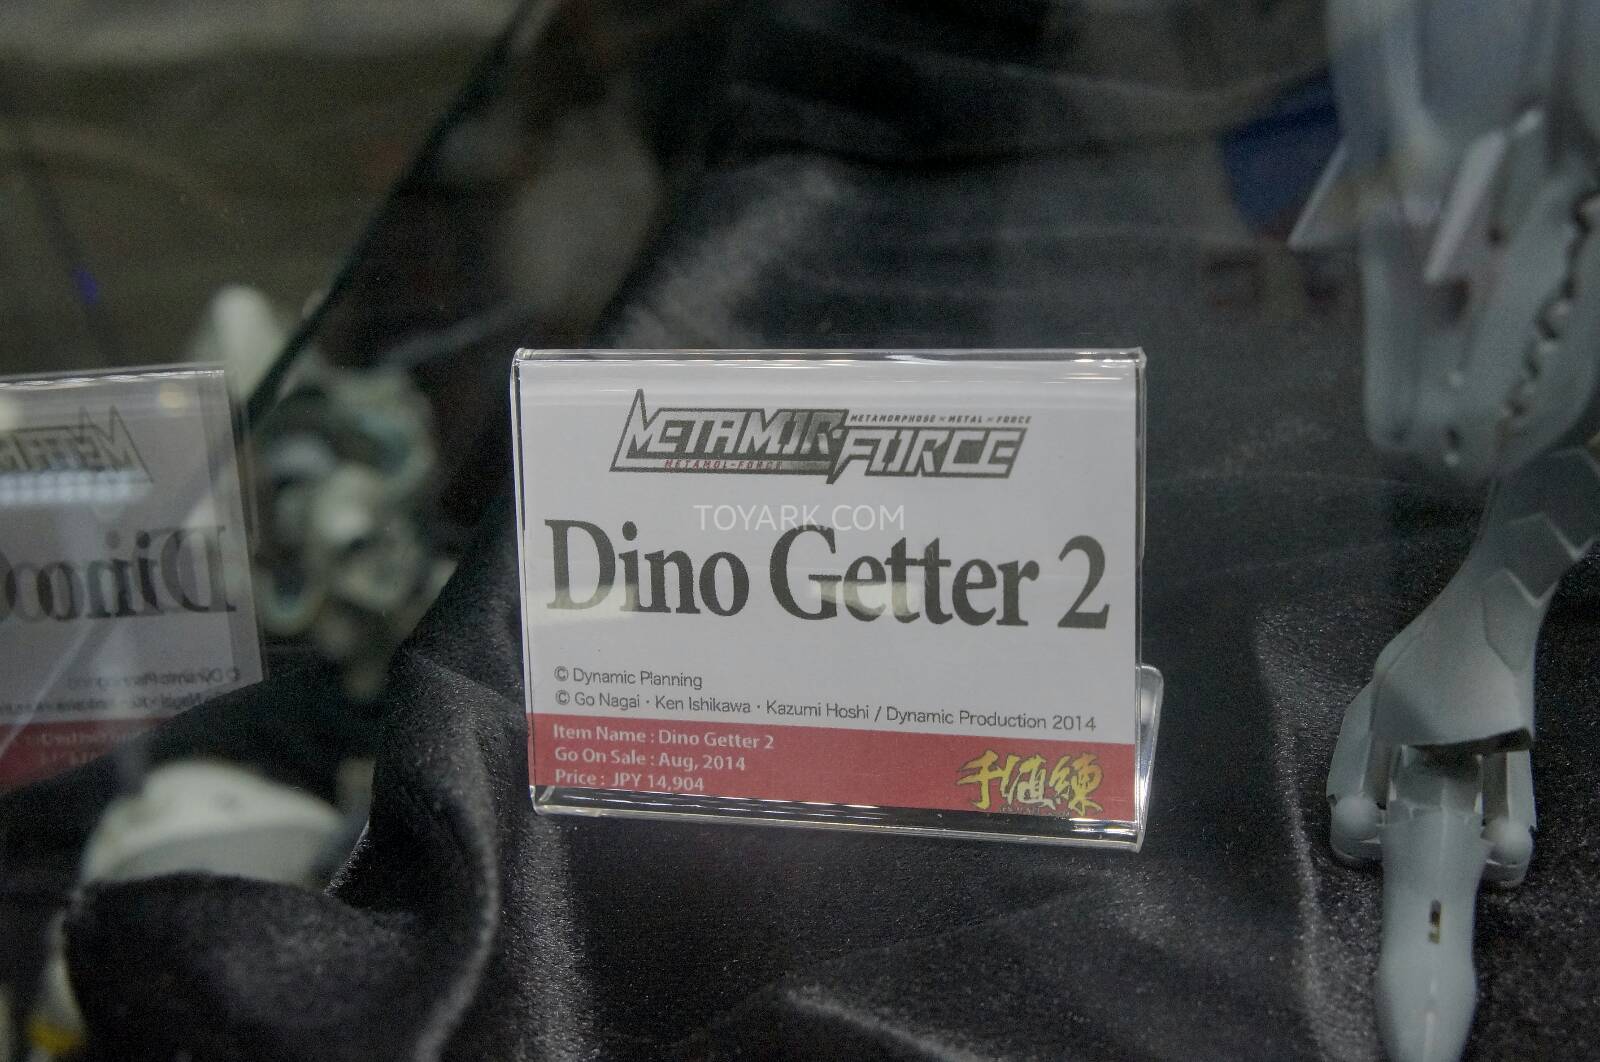 METAMOR-FORCE
METAMORPHOSE × METAL × FORCE
METAMOL-FORCE
TOYARK.COM
Dino Getter 2
© Dynamic Planning
© Go Nagai・Ken Ishikawa・Kazumi Hoshi / Dynamic Production 2014
Item Name : Dino Getter 2
Go On Sale : Aug, 2014
Price : JPY 14,904
千値練